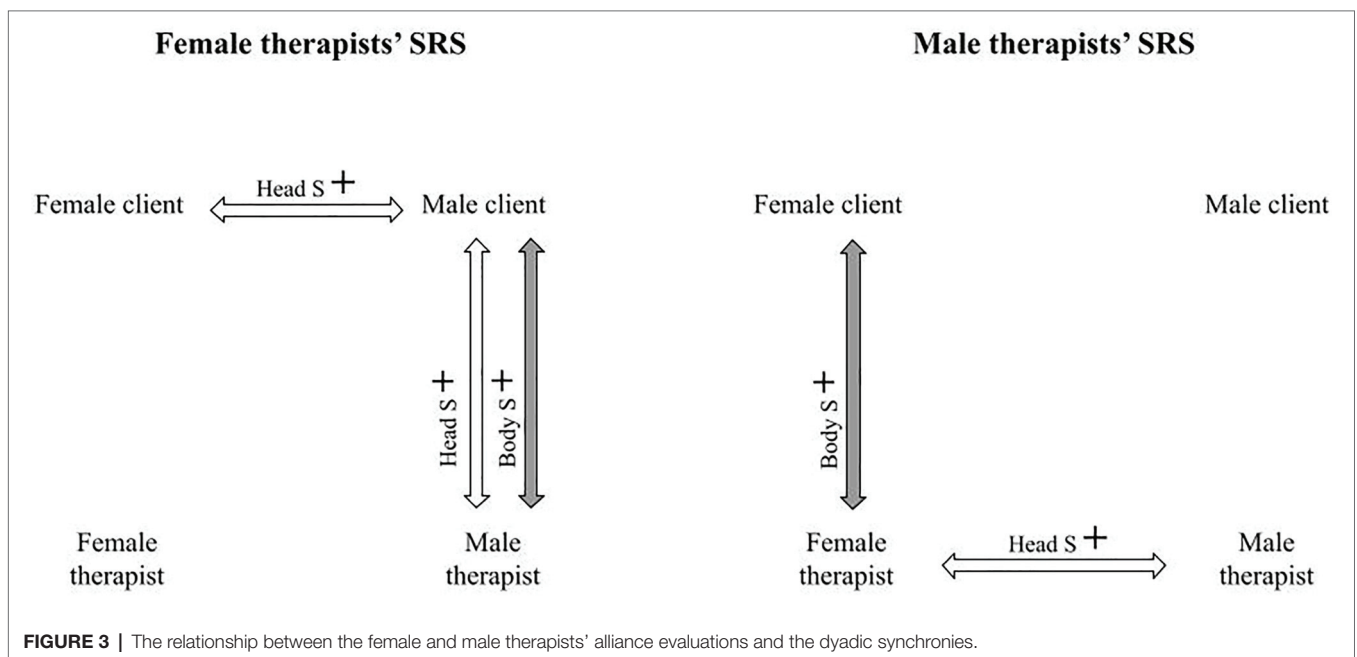 Female therapists' SRS
Female client
Head S +
Male client
Head S +
Body S +
Female
therapist
Male
therapist
Male therapists' SRS
Female client
Male client
Body S +
Female
therapist
Head S +
Male
therapist
FIGURE 3 | The relationship between the female and male therapists' alliance evaluations and the dyadic synchronies.